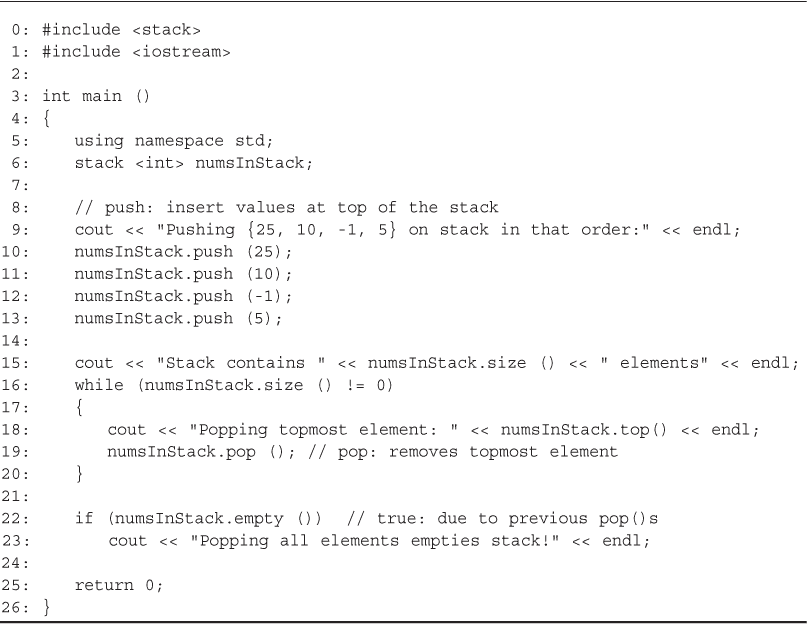 0: #include <stack>
1: #include <iostream>
2:
3: int main ()
4: {
5:    using namespace std;
6:    stack <int> numsInStack;
7:
8:    // push: insert values at top of the stack
9:    cout << "Pushing {25, 10, -1, 5} on stack in that order:" << endl;
10:    numsInStack.push (25);
11:    numsInStack.push (10);
12:    numsInStack.push (-1);
13:    numsInStack.push (5);
14:
15:    cout << "Stack contains " << numsInStack.size () << " elements" << endl;
16:    while (numsInStack.size () != 0)
17:    {
18:       cout << "Popping topmost element: " << numsInStack.top() << endl;
19:       numsInStack.pop (); // pop: removes topmost element
20:    }
21:
22:    if (numsInStack.empty ())  // true: due to previous pop()s
23:       cout << "Popping all elements empties stack!" << endl;
24:
25:    return 0;
26: }